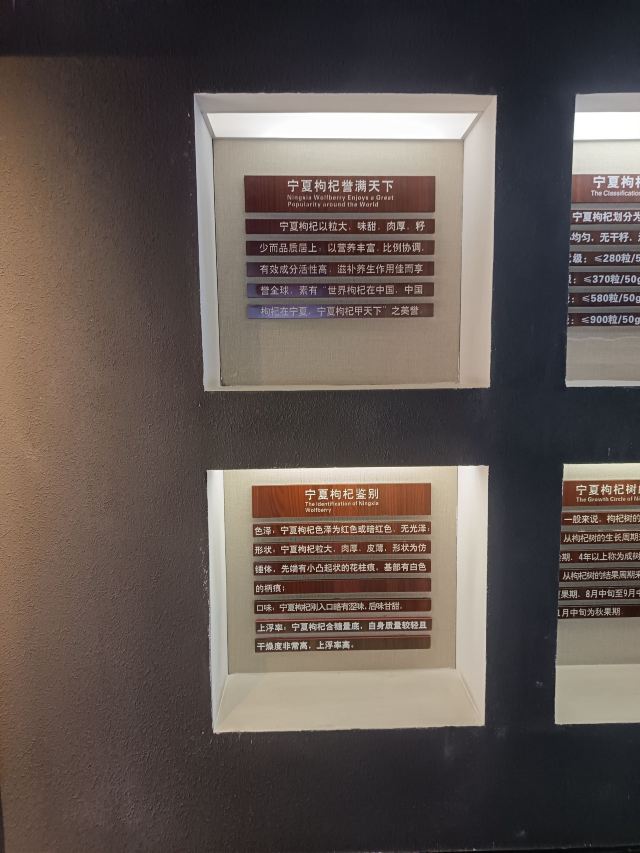 宁夏枸杞誉满天下
Ningxia Wolfberry Enjoys a Great
Popularity around the World
宁夏枸杞以粒大、味甜、肉厚、籽
少而品质居上；以营养丰富、比例协调、
有效成分活性高，滋补养生作用佳而享
誉全球，素有“世界枸杞在中国，中国
枸杞在宁夏，宁夏枸杞甲天下”之美誉
宁夏枸
The Classification
宁夏枸杞划分为
均匀、无干籽、
级：≤280粒/5
：≤370粒/50g
：≤580粒/50g
：≤900粒/50g
宁夏枸杞鉴别
The Identification of Ningxia
Wolfberry
色泽：宁夏枸杞色泽为红色或暗红色，无光泽；
形状：宁夏枸杞粒大，肉厚，皮薄，形状为仿
锤体，先端有小凸起状的花柱痕，基部有白色
的柄痕；
口味：宁夏枸杞刚入口略有涩味，后味甘甜。
上浮率：宁夏枸杞含糖量底，自身质量较轻且
干燥度非常高，上浮率高。
宁夏枸杞树
The Growth Circle of Ni
一般来说，枸杞树的
从枸杞树的生长周期
期，4年以上称为成树
从枸杞树的结果周期来
果期，8月中旬至9月中
月中旬为秋果期